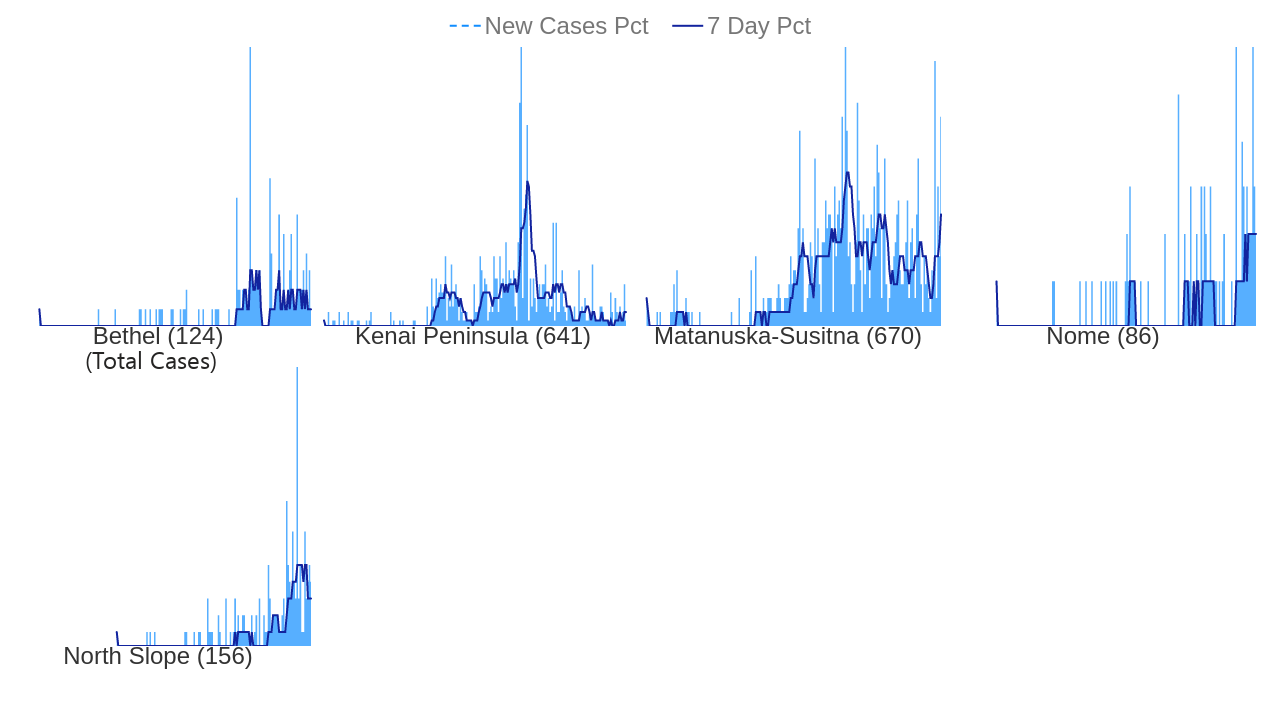 New Cases Pct 7 Day Pct
Bethel (124)
(Total Cases)
Kenai Peninsula (641)
Matanuska-Susitna (670)
Nome (86)
North Slope (156)